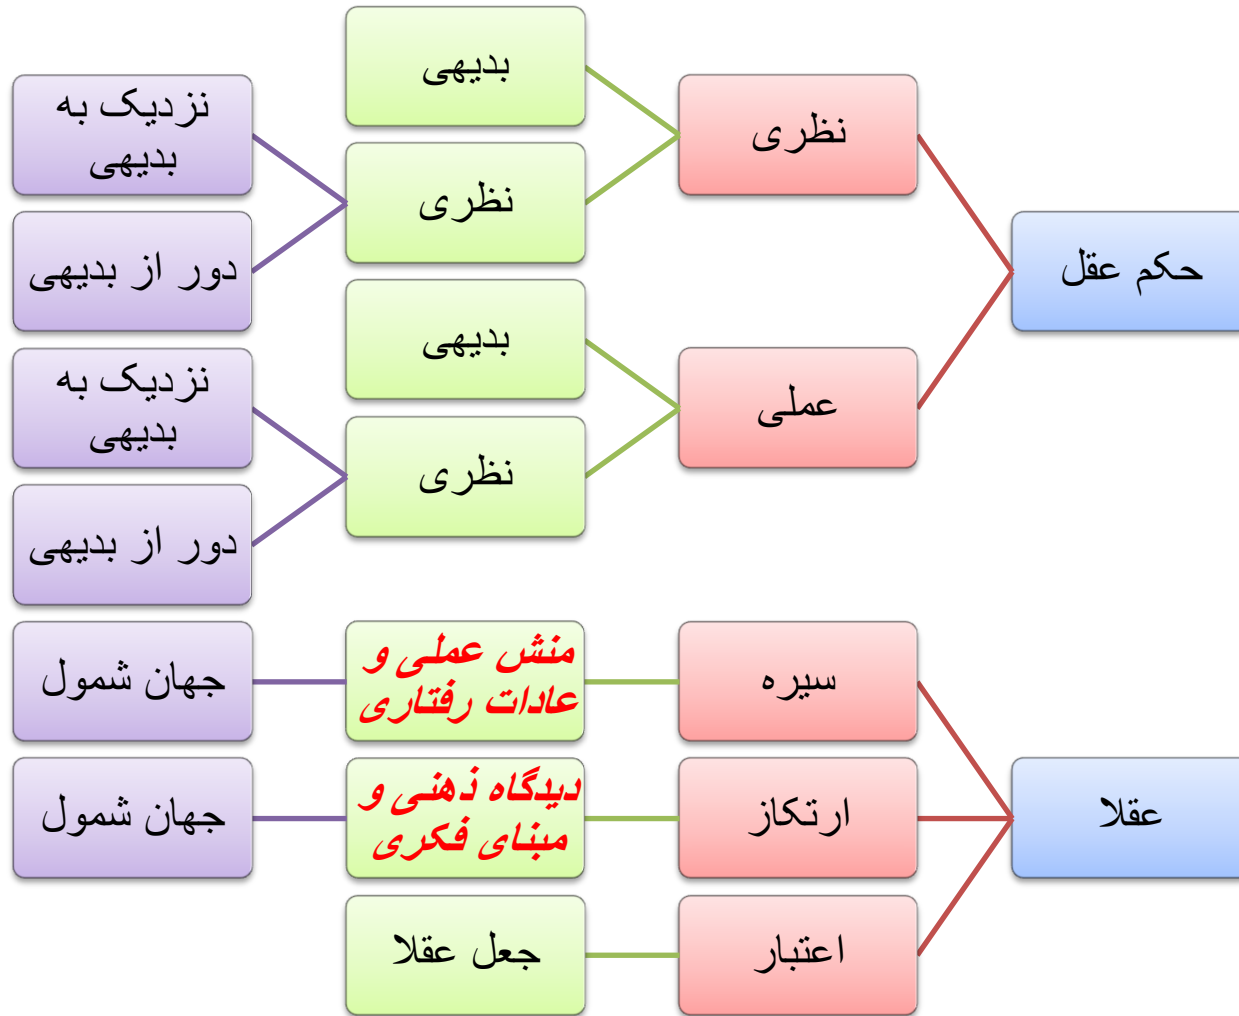 حکم عقل
نظری
بدیهی
نظری
نزدیک به
بدیهی
دور از بدیهی
عملی
بدیهی
نظری
نزدیک به
بدیهی
دور از بدیهی
عقلا
سیره
منش عملی و
عادات رفتاری
جهان شمول
ارتکاز
دیدگاه ذهنی و
مبنای فکری
جهان شمول
اعتبار
جعل عقلا